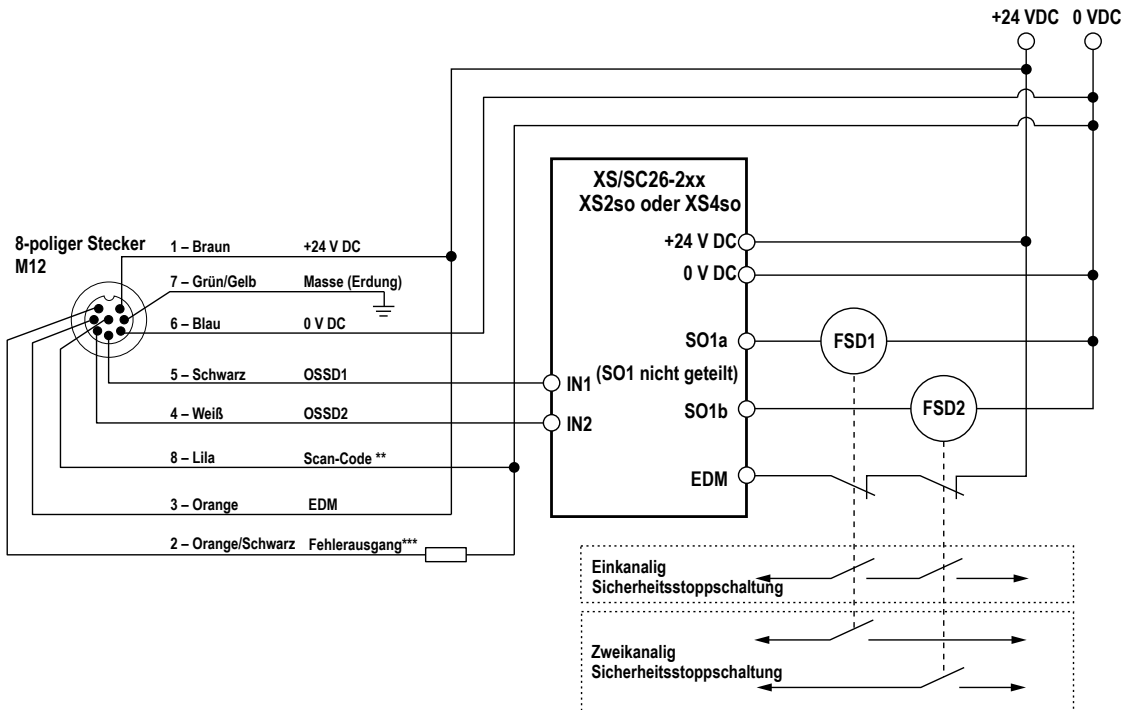 +24 VDC 0 VDC
XS/SC26-2xx
XS2so oder XS4so
8-poliger Stecker
M12
1 – Braun +24 V DC
7 – Grün/Gelb Masse (Erdung)
6 – Blau 0 V DC
5 – Schwarz OSSD1
4 – Weiß OSSD2
8 – Lila Scan-Code **
3 – Orange EDM
2 – Orange/Schwarz Fehlerausgang***
+24 V DC
0 V DC
SO1a
FSD1
IN1
(SO1 nicht geteilt)
IN2
SO1b
FSD2
EDM
Einkanalig
Sicherheitsstoppschaltung
Zweikanalig
Sicherheitsstoppschaltung